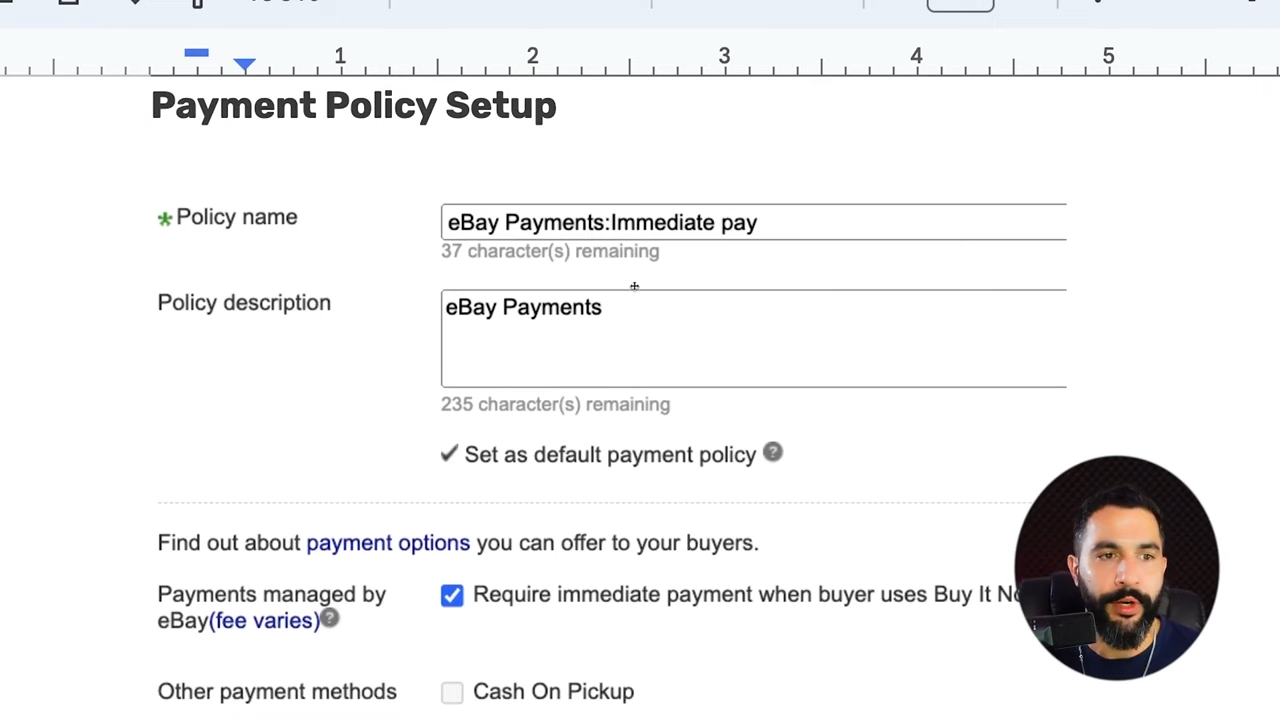 1 2 3 4 5
Payment Policy Setup
* Policy name
eBay Payments:Immediate pay
37 character(s) remaining
Policy description
eBay Payments
235 character(s) remaining
✓ Set as default payment policy ?
Find out about payment options you can offer to your buyers.
Payments managed by eBay(fee varies) ?
Require immediate payment when buyer uses Buy It
Other payment methods
Cash On Pickup